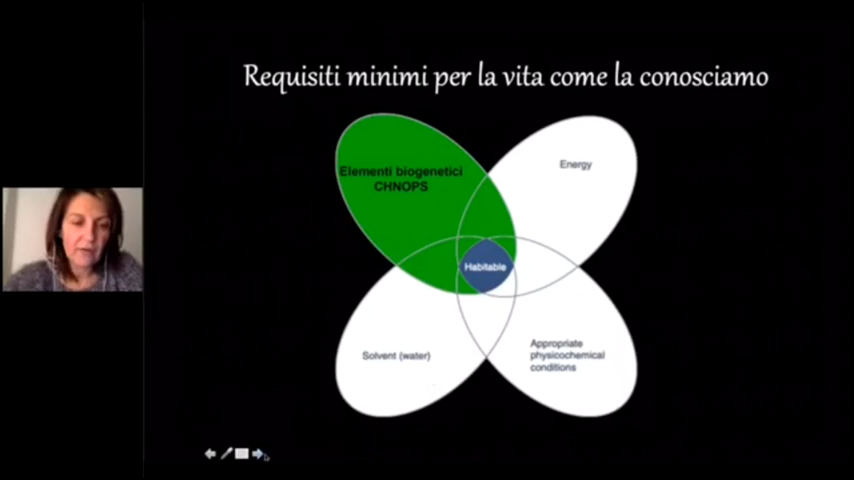 Requisiti minimi per la vita come la conosciamo
Elementi biogenetici
CHNOPS
Energy
Habitable
Solvent (water)
Appropriate
physicochemical
conditions